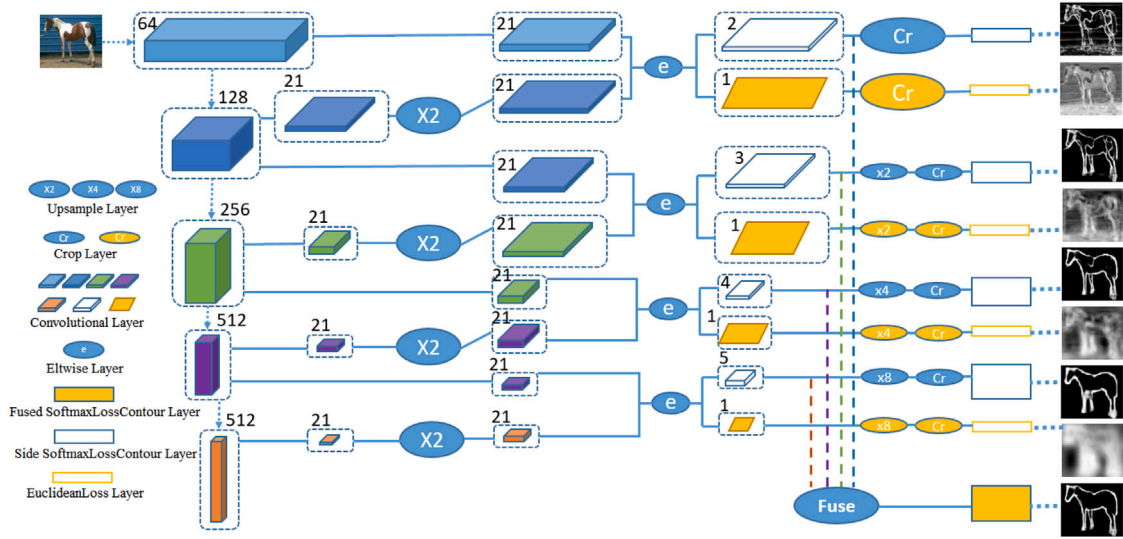 64
21
2
Cr
e
21
1
Cr
128
21
X2
21
3
x2
Cr
e
X2 X4 X8
Upsample Layer
256
21
X2
21
1
x2
Cr
Cr Cr
Crop Layer
21
4
x4
Cr
e
Convolutional Layer
512
21
X2
21
1
x4
Cr
e
Eltwise Layer
21
5
x8
Cr
e
Fused SoftmaxLossContour Layer
512
21
X2
21
1
x8
Cr
Side SoftmaxLossContour Layer
EuclideanLoss Layer
Fuse